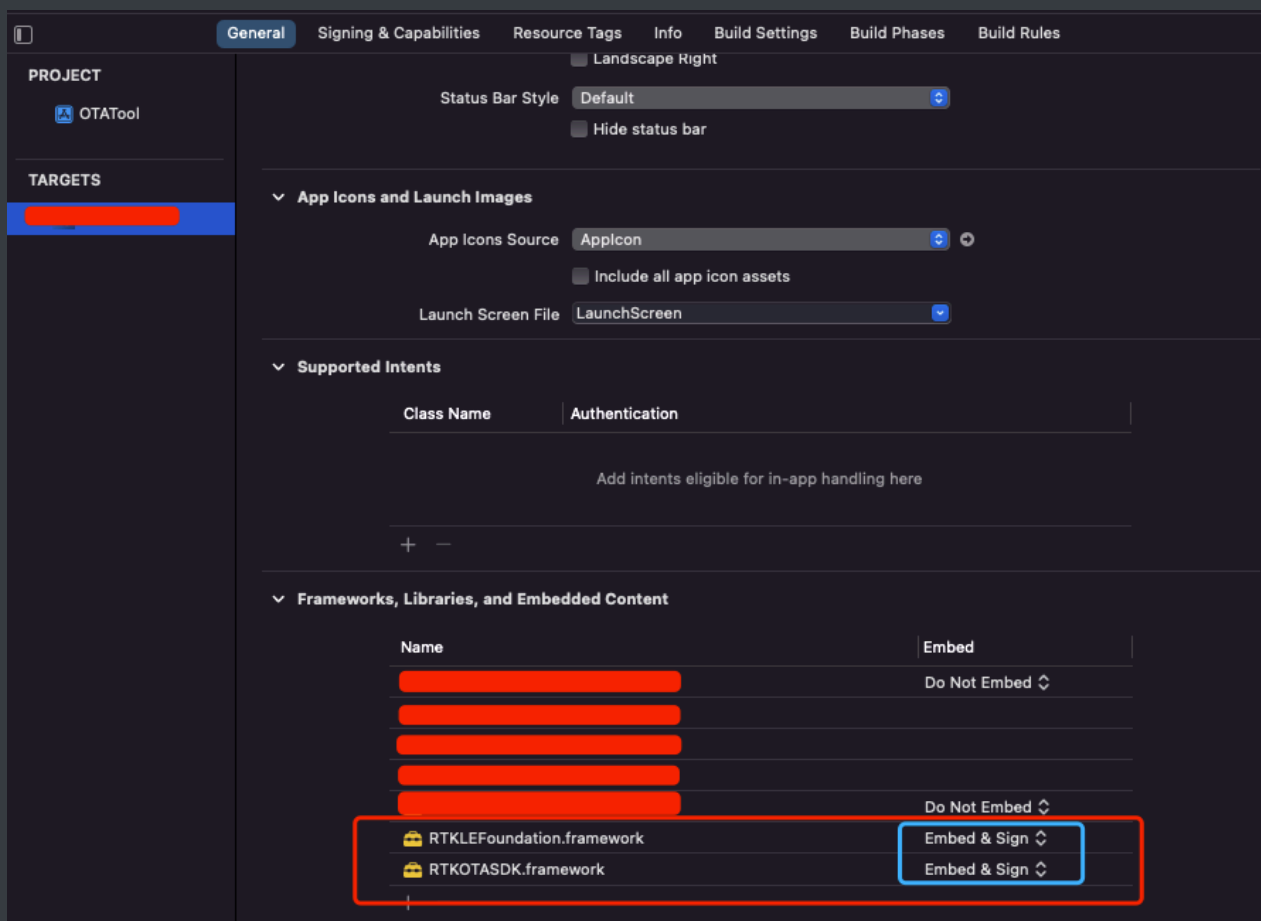 General Signing & Capabilities Resource Tags Info Build Settings Build Phases Build Rules
PROJECT
OTATool
TARGETS
Landscape Right
Status Bar Style Default
Hide status bar
App Icons and Launch Images
App Icons Source AppIcon
Include all app icon assets
Launch Screen File LaunchScreen
Supported Intents
Class Name Authentication
Add intents eligible for in-app handling here
Frameworks, Libraries, and Embedded Content
Name Embed
Do Not Embed
Do Not Embed
RTKLEFoundation.framework Embed & Sign
RTKOTASDK.framework Embed & Sign